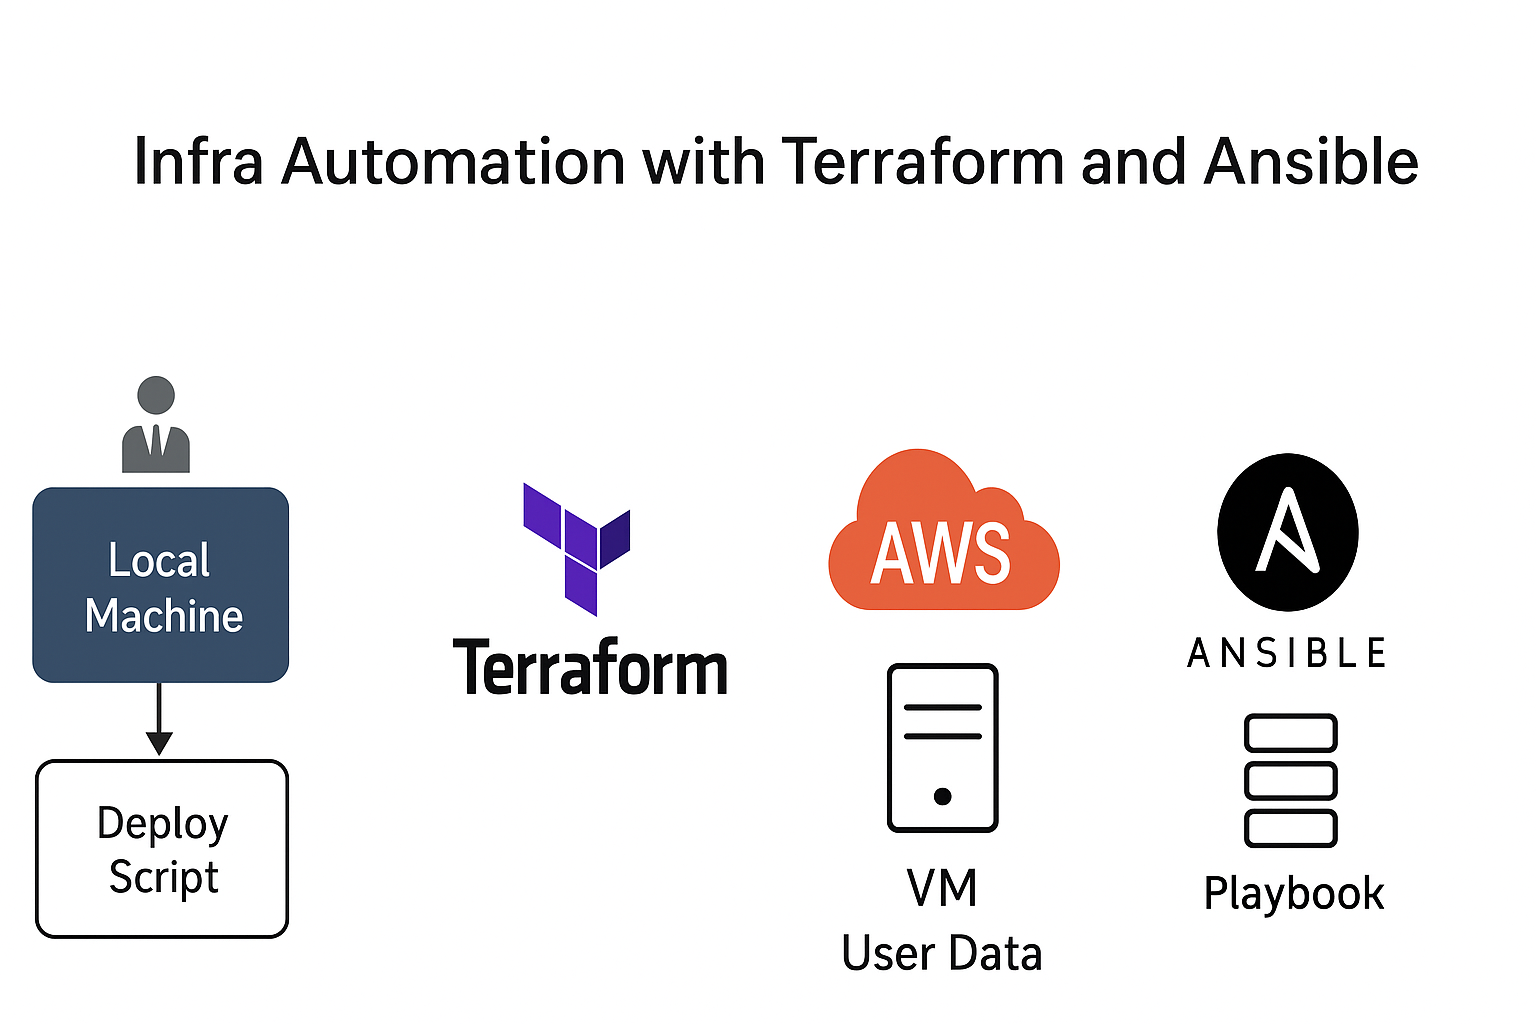 Infra Automation with Terraform and Ansible
Local
Machine
Deploy
Script
Terraform
AWS
VM
User Data
ANSIBLE
Playbook